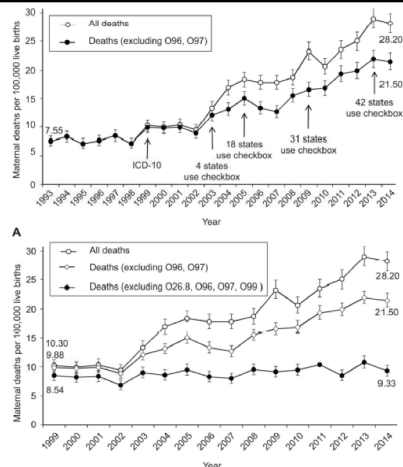 Maternal deaths per 100,000 live births
30
25
20
15
10
5
0
All deaths
Deaths (excluding O96, O97)
28.20
21.50
7.55
ICD-10
4 states
use checkbox
18 states
use checkbox
31 states
use checkbox
42 states
use checkbox
1993 1994 1995 1996 1997 1998 1999 2000 2001 2002 2003 2004 2005 2006 2007 2008 2009 2010 2011 2012 2013 2014
Year
A
Maternal deaths per 100,000 live births
30
25
20
15
10
5
0
All deaths
Deaths (excluding O96, O97)
Deaths (excluding O26.8, O96, O97, O99)
28.20
21.50
10.30
9.88
8.54
9.33
1999 2000 2001 2002 2003 2004 2005 2006 2007 2008 2009 2010 2011 2012 2013 2014
Year